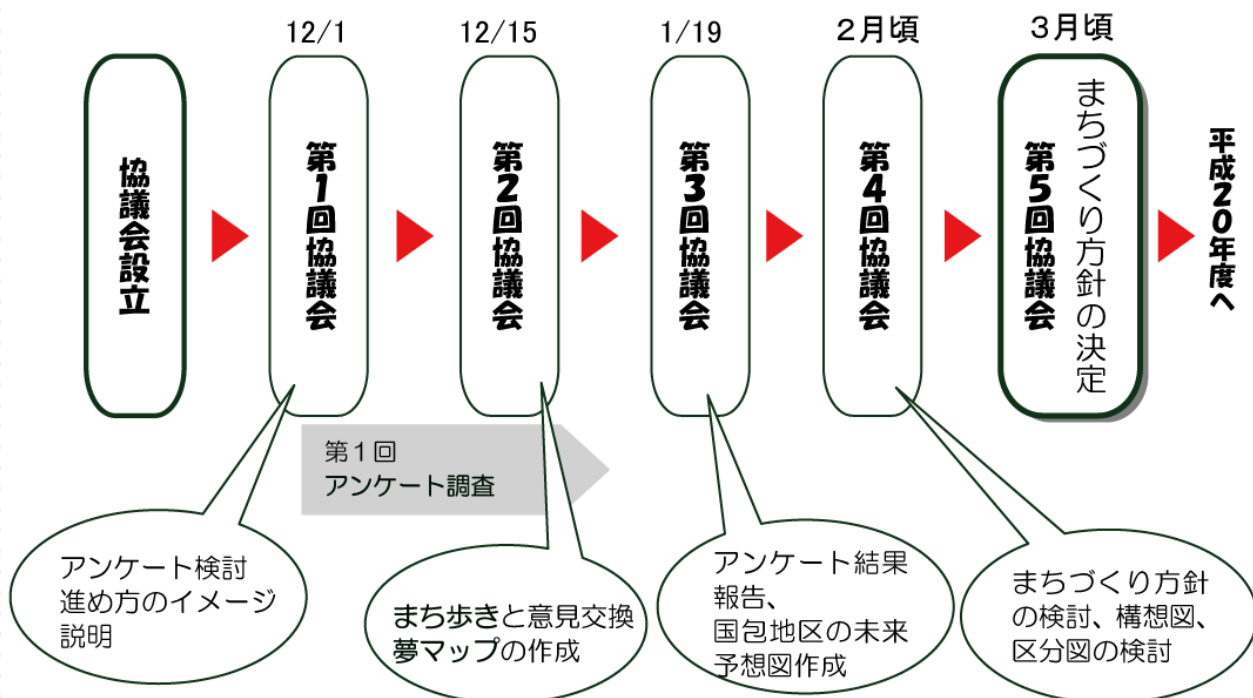 12/1
12/15
1/19
2月頃
3月頃
協議会設立
第1回協議会
第2回協議会
第3回協議会
第4回協議会
第5回協議会
まちづくり方針の決定
平成20年度へ
第1回
アンケート調査
アンケート検討
進め方のイメージ
説明
まち歩きと意見交換
夢マップの作成
アンケート結果
報告、
国包地区の未来
予想図作成
まちづくり方針
の検討、構想図、
区分図の検討